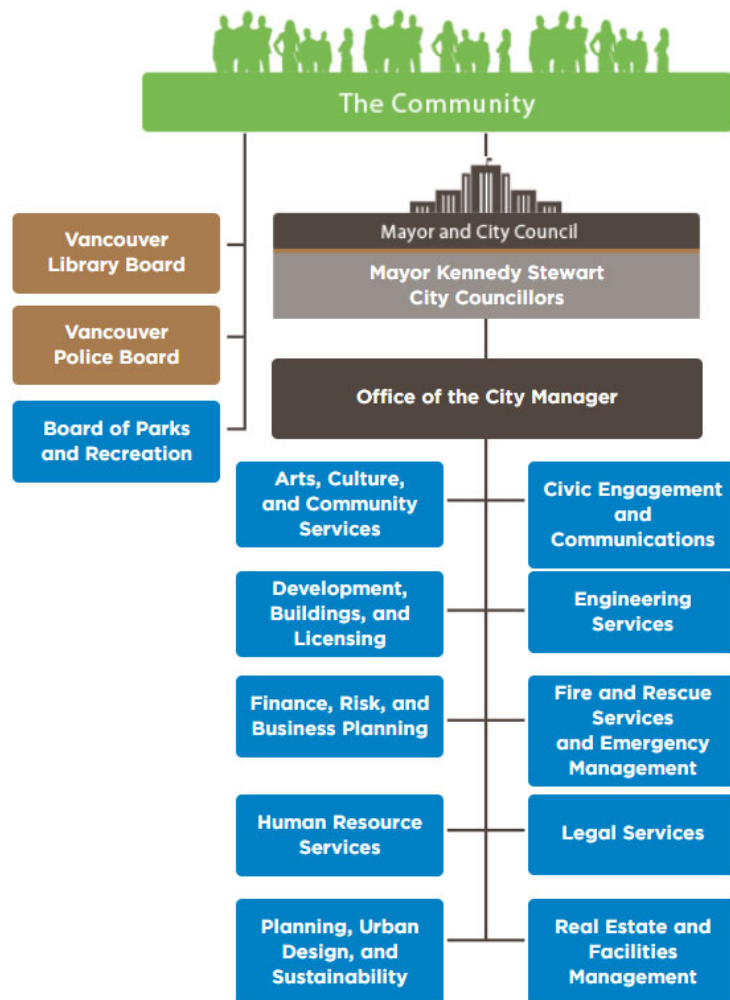 The Community
Vancouver
Library Board
Vancouver
Police Board
Board of Parks
and Recreation
Mayor and City Council
Mayor Kennedy Stewart
City Councillors
Office of the City Manager
Arts, Culture,
and Community
Services
Civic Engagement
and
Communications
Development,
Buildings, and
Licensing
Engineering
Services
Finance, Risk, and
Business Planning
Fire and Rescue
Services
and Emergency
Management
Human Resource
Services
Legal Services
Planning, Urban
Design, and
Sustainability
Real Estate and
Facilities
Management